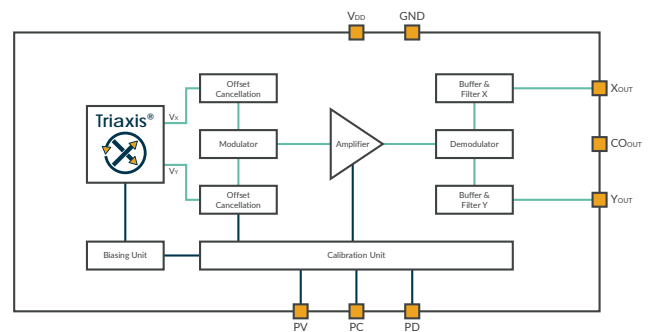 VDD GND
Offset
Cancellation
Buffer &
Filter X
XOUT
Triaxis®
VX
Modulator
Amplifier
Demodulator
COOUT
VY
Offset
Cancellation
Buffer &
Filter Y
YOUT
Biasing Unit
Calibration Unit
PV PC PD